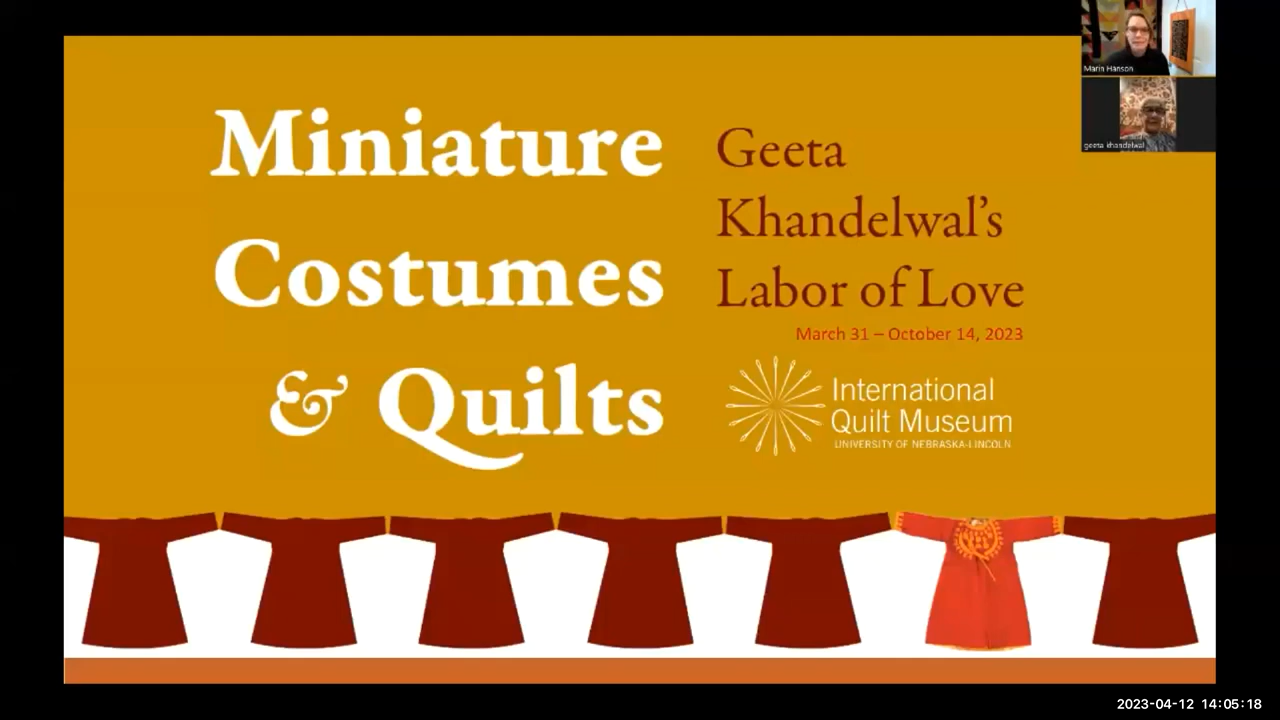 Miniature
Costumes
& Quilts
Geeta
Khandelwal's
Labor of Love
March 31 – October 14, 2023
International
Quilt Museum
UNIVERSITY OF NEBRASKA-LINCOLN
Marin Hanson
geeta khandelwal
2023-04-12 14:05:18